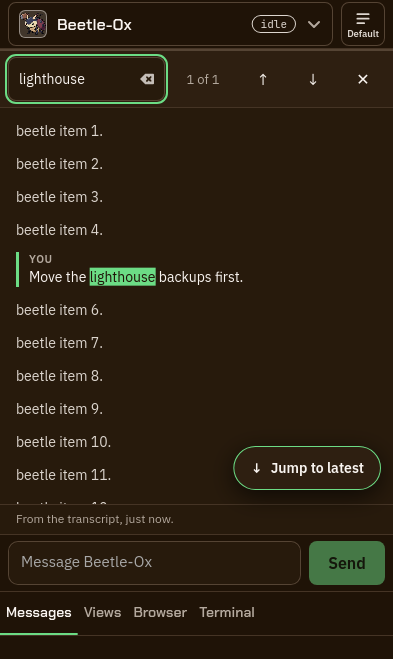 Beetle-Ox
idle
Default
lighthouse
1 of 1
beetle item 1.
beetle item 2.
beetle item 3.
beetle item 4.
YOU
Move the lighthouse backups first.
beetle item 6.
beetle item 7.
beetle item 8.
beetle item 9.
beetle item 10.
beetle item 11.
Jump to latest
From the transcript, just now.
Message Beetle-Ox
Send
Messages Views Browser Terminal